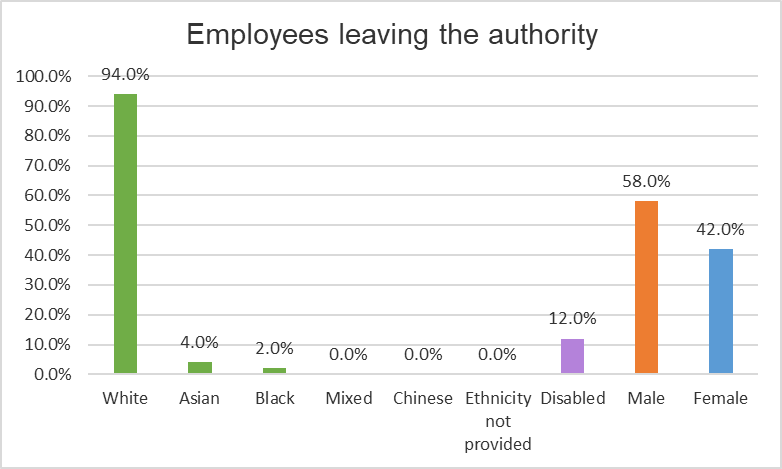 Employees leaving the authority
100.0%
90.0%
80.0%
70.0%
60.0%
50.0%
40.0%
30.0%
20.0%
10.0%
0.0%
94.0%
4.0%
2.0%
0.0%
0.0%
0.0%
12.0%
58.0%
42.0%
White
Asian
Black
Mixed
Chinese
Ethnicity
not
provided
Disabled
Male
Female